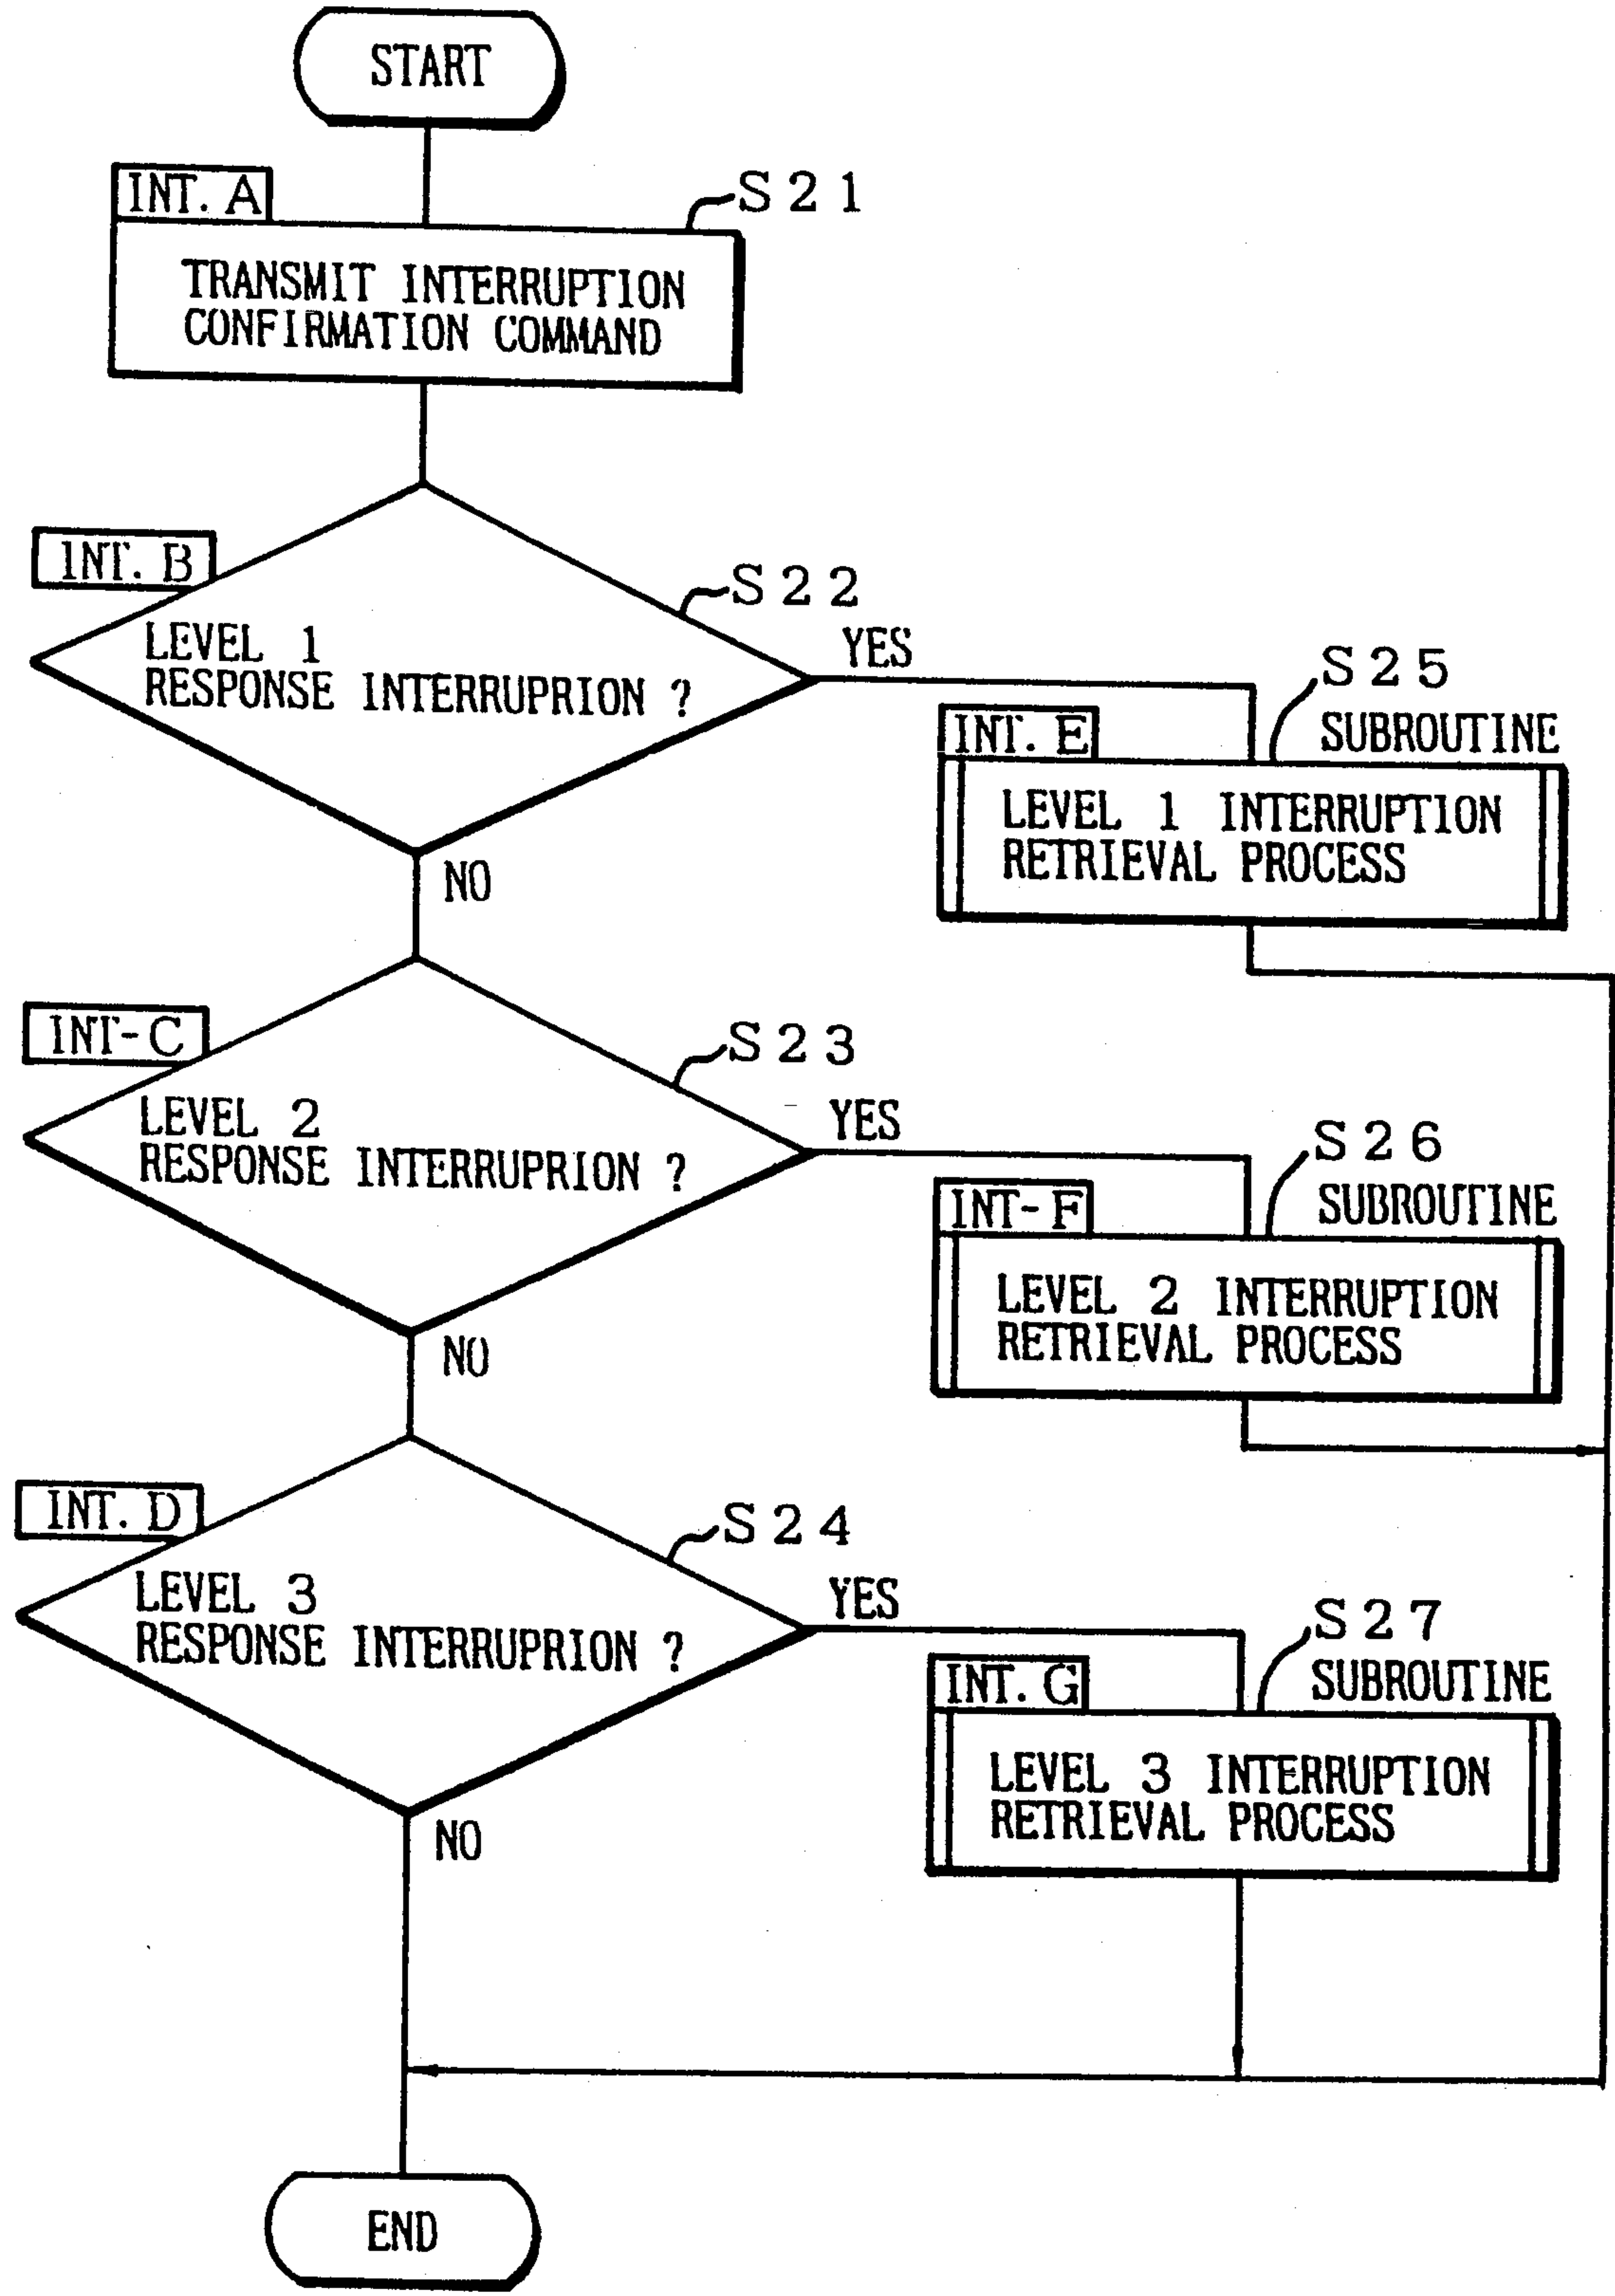 START
INT. A
S21
TRANSMIT INTERRUPTION
CONFIRMATION COMMAND
INT. B
S22
LEVEL 1
RESPONSE INTERRUPRION ?
YES
NO
S25
SUBROUTINE
INT. E
LEVEL 1 INTERRUPTION
RETRIEVAL PROCESS
INT-C
S23
LEVEL 2
RESPONSE INTERRUPRION ?
YES
NO
S26
SUBROUTINE
INT-F
LEVEL 2 INTERRUPTION
RETRIEVAL PROCESS
INT. D
S24
LEVEL 3
RESPONSE INTERRUPRION ?
YES
NO
S27
SUBROUTINE
INT. G
LEVEL 3 INTERRUPTION
RETRIEVAL PROCESS
END